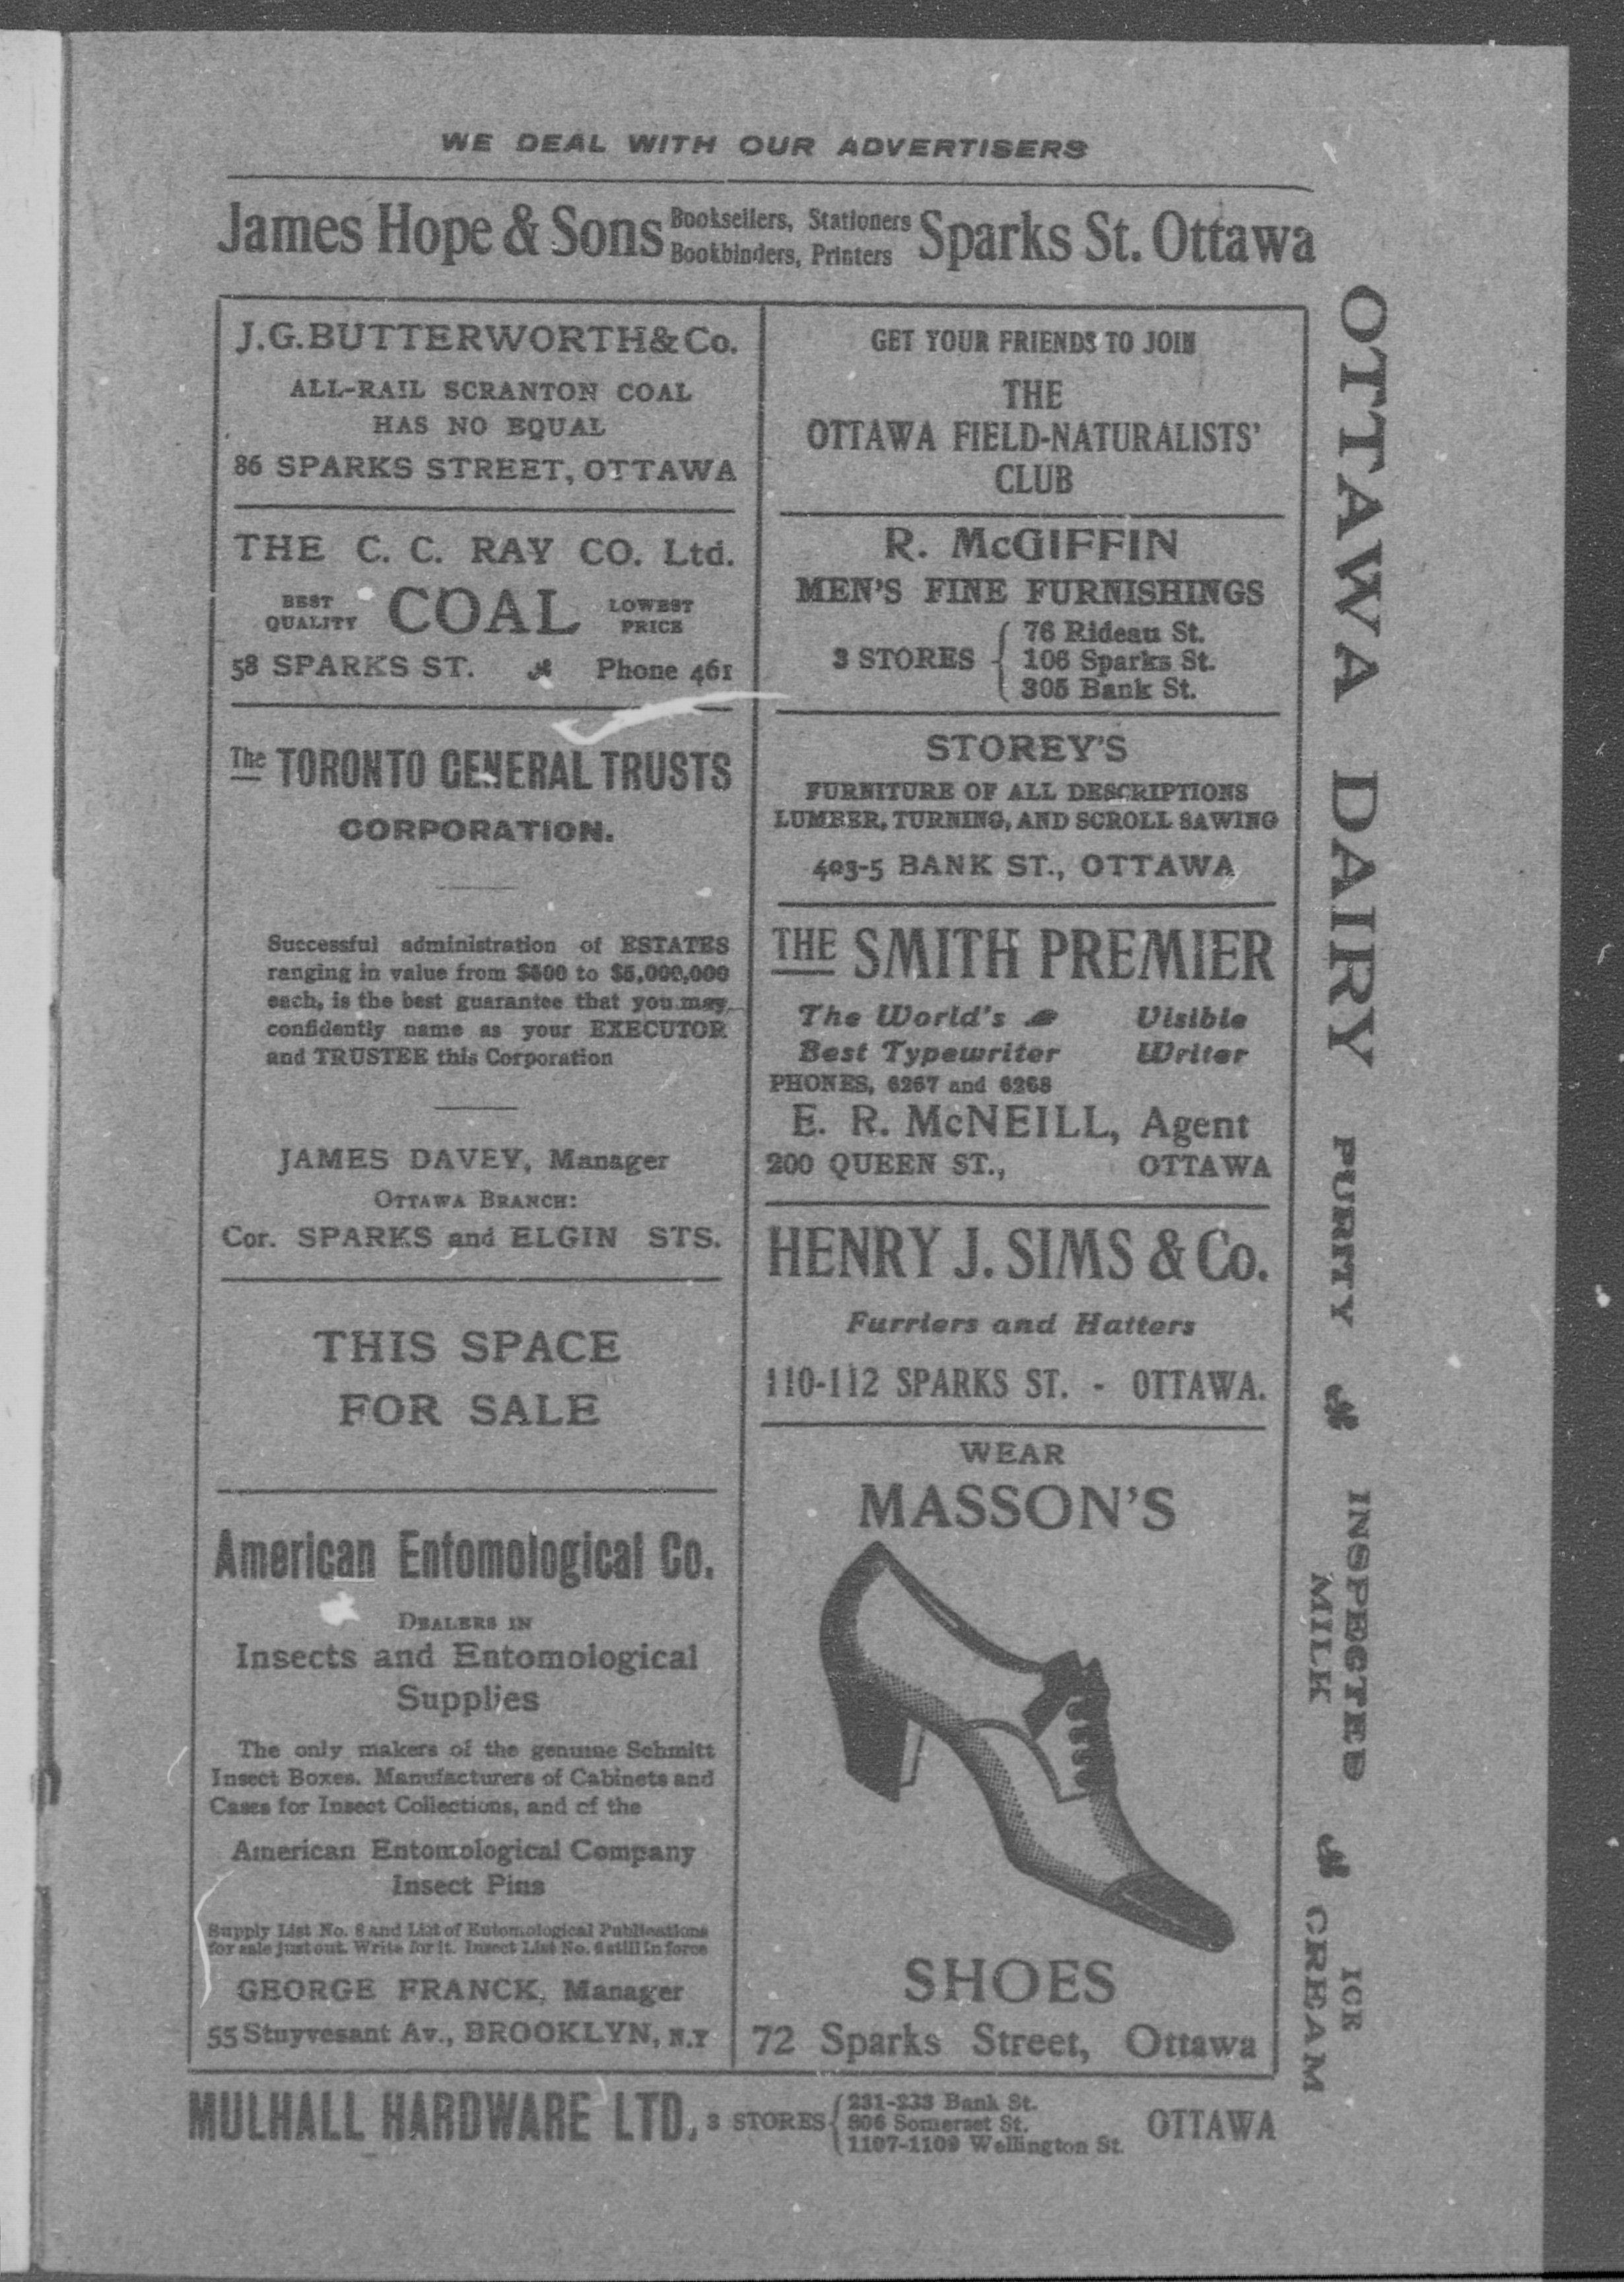 WE DEAL WITH OUR ADVERTISERS
James Hope & Sons Booksellers, Stationers Sparks St. Ottawa
Bookbinders, Printers
J.G. BUTTERWORTH & Co.
ALL-RAIL SCRANTON COAL
HAS NO EQUAL
86 SPARKS STREET, OTTAWA
THE C. C. RAY CO. Ltd.
BEST QUALITY COAL LOWEST PRICE
58 SPARKS ST. Phone 461
The TORONTO GENERAL TRUSTS
CORPORATION.
Successful administration of ESTATES
ranging in value from $500 to $5,000,000
each, is the best guarantee that you may
confidently name as your EXECUTOR
and TRUSTEE this Corporation
JAMES DAVEY, Manager
OTTAWA BRANCH:
Cor. SPARKS and ELGIN STS.
THIS SPACE
FOR SALE
American Entomological Co.
DEALERS IN
Insects and Entomological
Supplies
The only makers of the genuine Schmitt
Insect Boxes. Manufacturers of Cabinets and
Cases for Insect Collections, and of the
American Entomological Company
Insect Pins
Supply List No. 8 and List of Entomological Publications
for sale just out. Write for it. Insect List No. 6 still in force
GEORGE FRANCK, Manager
55 Stuyvesant Av., BROOKLYN, N.Y
GET YOUR FRIENDS TO JOIN
THE
OTTAWA FIELD-NATURALISTS'
CLUB
R. McGIFFIN
MEN'S FINE FURNISHINGS
3 STORES
76 Rideau St.
106 Sparks St.
305 Bank St.
STOREY'S
FURNITURE OF ALL DESCRIPTIONS
LUMBER, TURNING, AND SCROLL SAWING
403-5 BANK ST., OTTAWA
THE SMITH PREMIER
The World's Visible
Best Typewriter Writer
PHONES, 6267 and 6268
E. R. McNEILL, Agent
200 QUEEN ST., OTTAWA
HENRY J. SIMS & Co.
Furriers and Hatters
110-112 SPARKS ST. - OTTAWA.
WEAR
MASSON'S
SHOES
72 Sparks Street, Ottawa
OTTAWA DAIRY PURITY INSPECTED MILK ICE CREAM
MULHALL HARDWARE LTD. 3 STORES OTTAWA
231-233 Bank St.
806 Somerset St.
1107-1109 Wellington St.